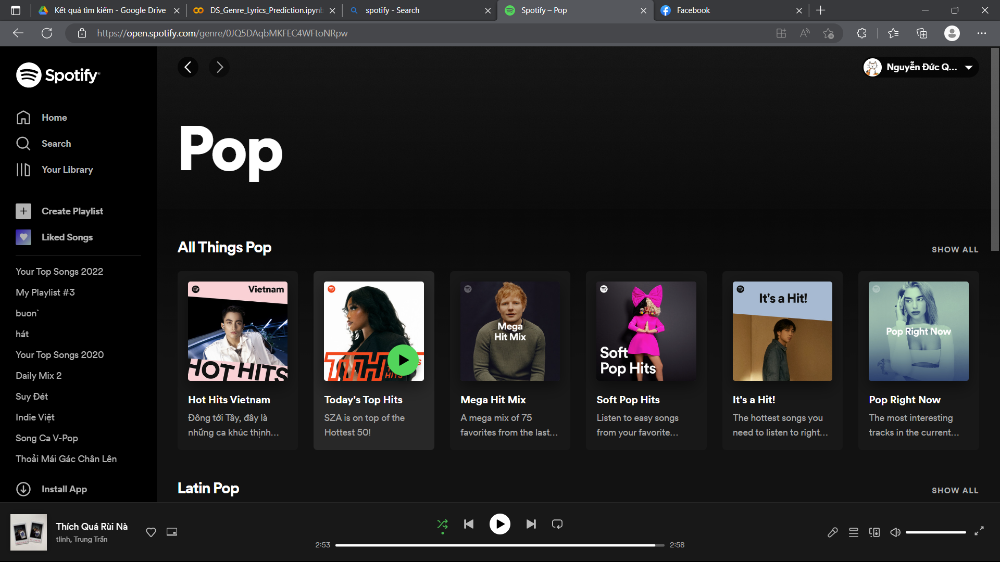 Kết quả tìm kiếm - Google Drive
DS_Genre_Lyrics_Prediction.ipynb
spotify - Search
Spotify – Pop
Facebook
https://open.spotify.com/genre/0JQ5DAqbMKFEC4WFtoNRpw
Spotify
Nguyễn Đức Q...
Home
Search
Your Library
Create Playlist
Liked Songs
Your Top Songs 2022
My Playlist #3
buon`
hát
Your Top Songs 2020
Daily Mix 2
Suy Đét
Indie Việt
Song Ca V-Pop
Thoải Mái Gác Chân Lên
Install App
Pop
All Things Pop
SHOW ALL
Vietnam
HOT HITS
Hot Hits Vietnam
Đông tới Tây, đây là
những ca khúc thịnh...
TTH
HITS
Today's Top Hits
SZA is on top of the
Hottest 50!
Mega
Hit Mix
Mega Hit Mix
A mega mix of 75
favorites from the last...
Soft
Pop Hits
Soft Pop Hits
Listen to easy songs
from your favorite...
It's a Hit!
It's a Hit!
The hottest songs you
need to listen to right...
Pop Right Now
Pop Right Now
The most interesting
tracks in the current...
Latin Pop
SHOW ALL
Thích Quá Rùi Nà
tlinh, Trung Trần
2:53
2:58